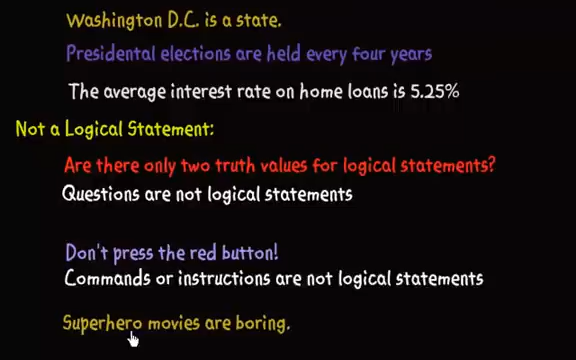 Washington D.C. is a state.
Presidental elections are held every four years
The average interest rate on home loans is 5.25%
Not a Logical Statement:
Are there only two truth values for logical statements?
Questions are not logical statements
Don't press the red button!
Commands or instructions are not logical statements
Superhero movies are boring.